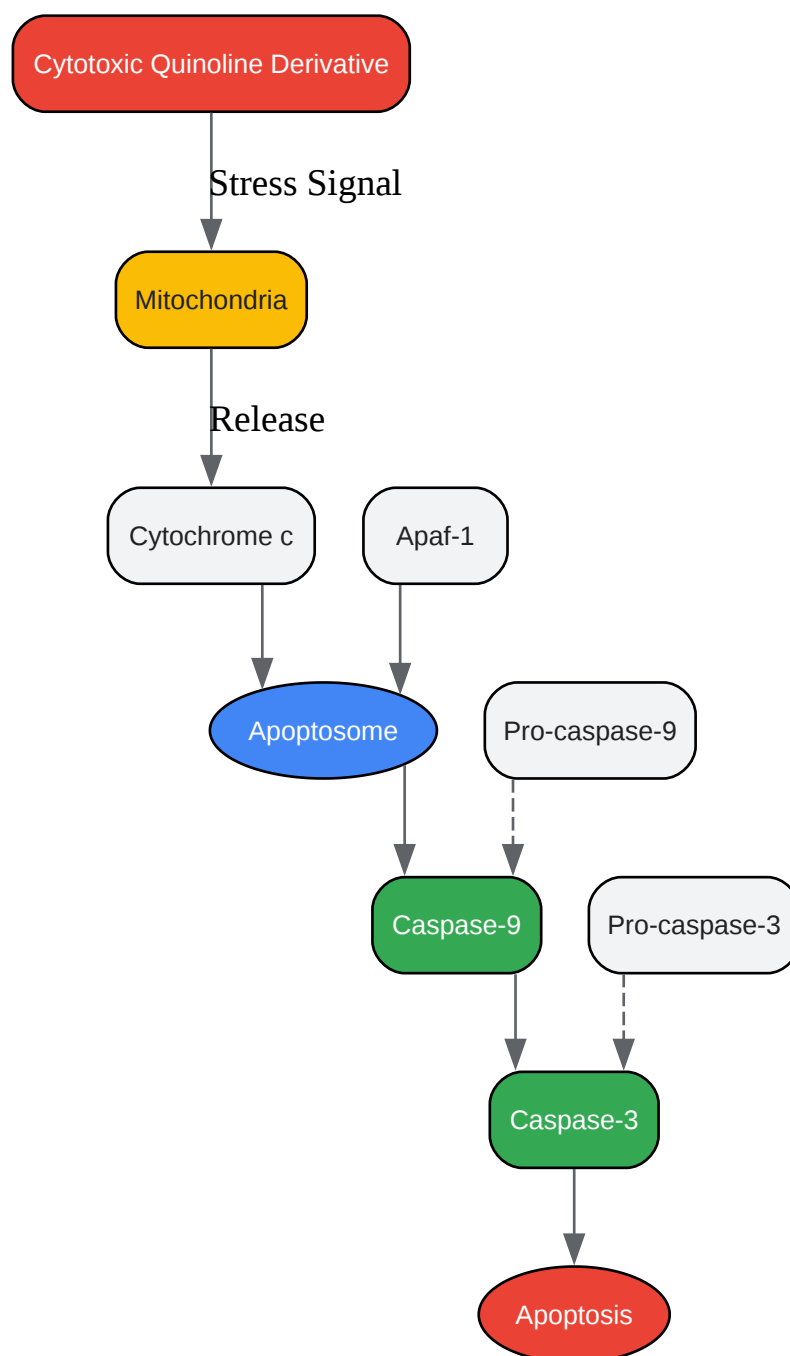 Cytotoxic Quinoline Derivative
Stress Signal
Mitochondria
Release
Cytochrome c
Apaf-1
Apoptosome
Pro-caspase-9
Caspase-9
Pro-caspase-3
Caspase-3
Apoptosis